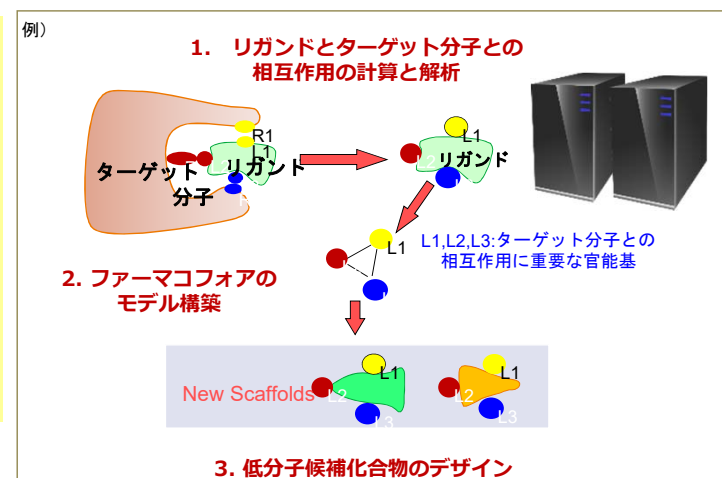 例）
1. リガンドとターゲット分子との
相互作用の計算と解析
R1
L1
ターゲット
分子
リガンド
L1
L2
リガンド
L1
L1,L2,L3:ターゲット分子との
相互作用に重要な官能基
2. ファーマコフォアの
モデル構築
New Scaffolds
L1
L2
L3
L1
L2
L3
3. 低分子候補化合物のデザイン